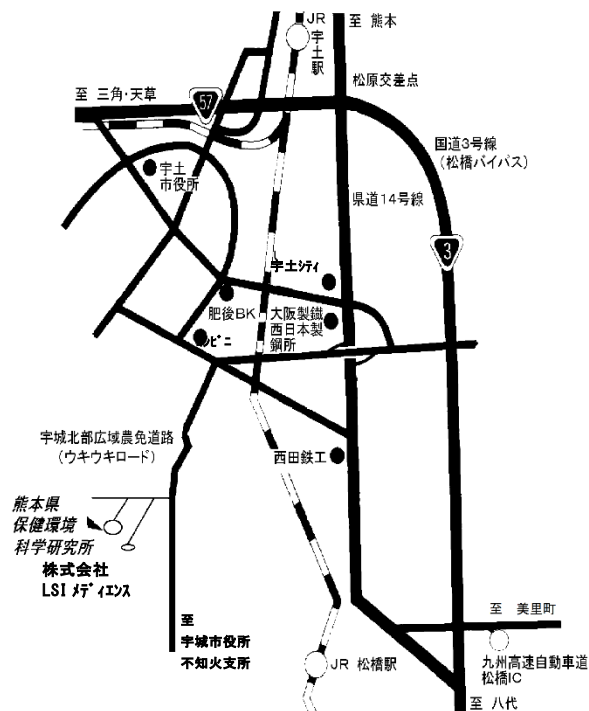 JR
宇土駅
至 熊本
松原交差点
至 三角・天草
57
国道3号線
(松橋バイパス)
宇土
市役所
県道14号線
3
宇土シティ
肥後BK
大阪製鐵
西日本製
鋼所
コンビニ
宇城北部広域農免道路
(ウキウキロード)
西田鉄工
熊本県
保健環境
科学研究所
株式会社
LSI メディエンス
至
宇城市役所
不知火支所
至 美里町
JR 松橋駅
九州高速自動車道
松橋IC
至 八代